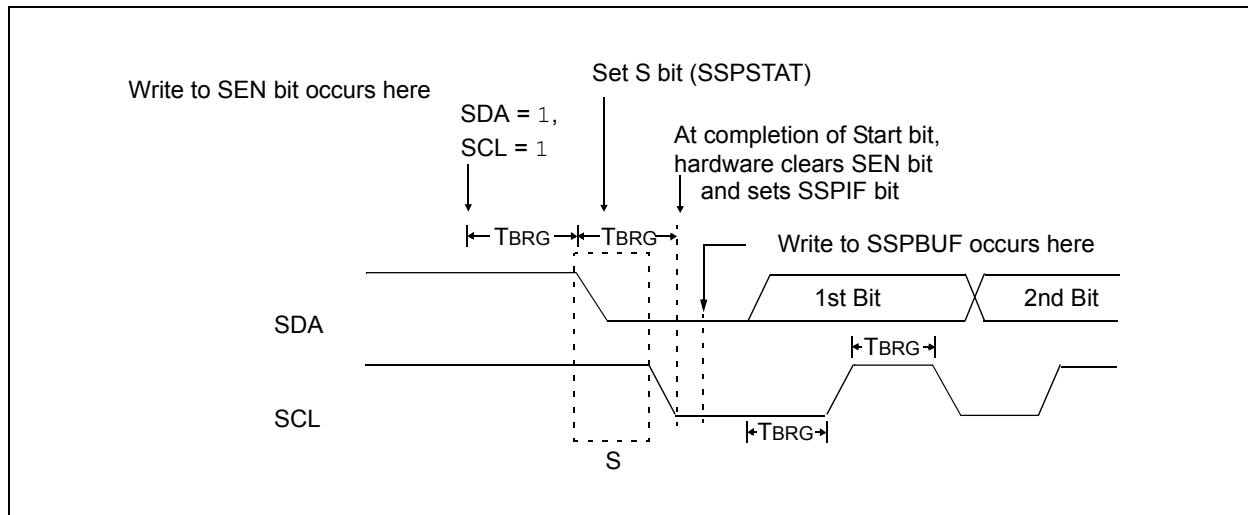 Set S bit (SSPSTAT)
Write to SEN bit occurs here
SDA = 1,
SCL = 1
At completion of Start bit,
hardware clears SEN bit
and sets SSPIF bit
TBRG
TBRG
Write to SSPBUF occurs here
1st Bit
2nd Bit
SDA
TBRG
SCL
TBRG
S